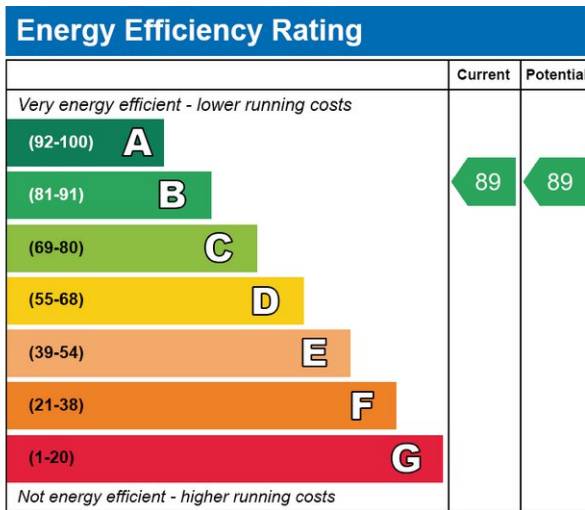 Energy Efficiency Rating
Current Potential
Very energy efficient - lower running costs
(92-100) A
(81-91) B 89 89
(69-80) C
(55-68) D
(39-54) E
(21-38) F
(1-20) G
Not energy efficient - higher running costs